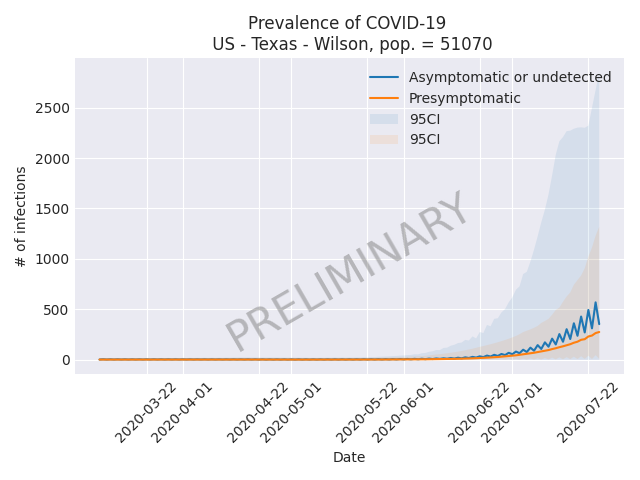 Prevalence of COVID-19
US - Texas - Wilson, pop. = 51070
Asymptomatic or undetected
Presymptomatic
95CI
95CI
2500
2000
1500
1000
500
0
# of infections
PRELIMINARY
2020-03-22
2020-04-01
2020-04-22
2020-05-01
2020-05-22
2020-06-01
2020-06-22
2020-07-01
2020-07-22
Date